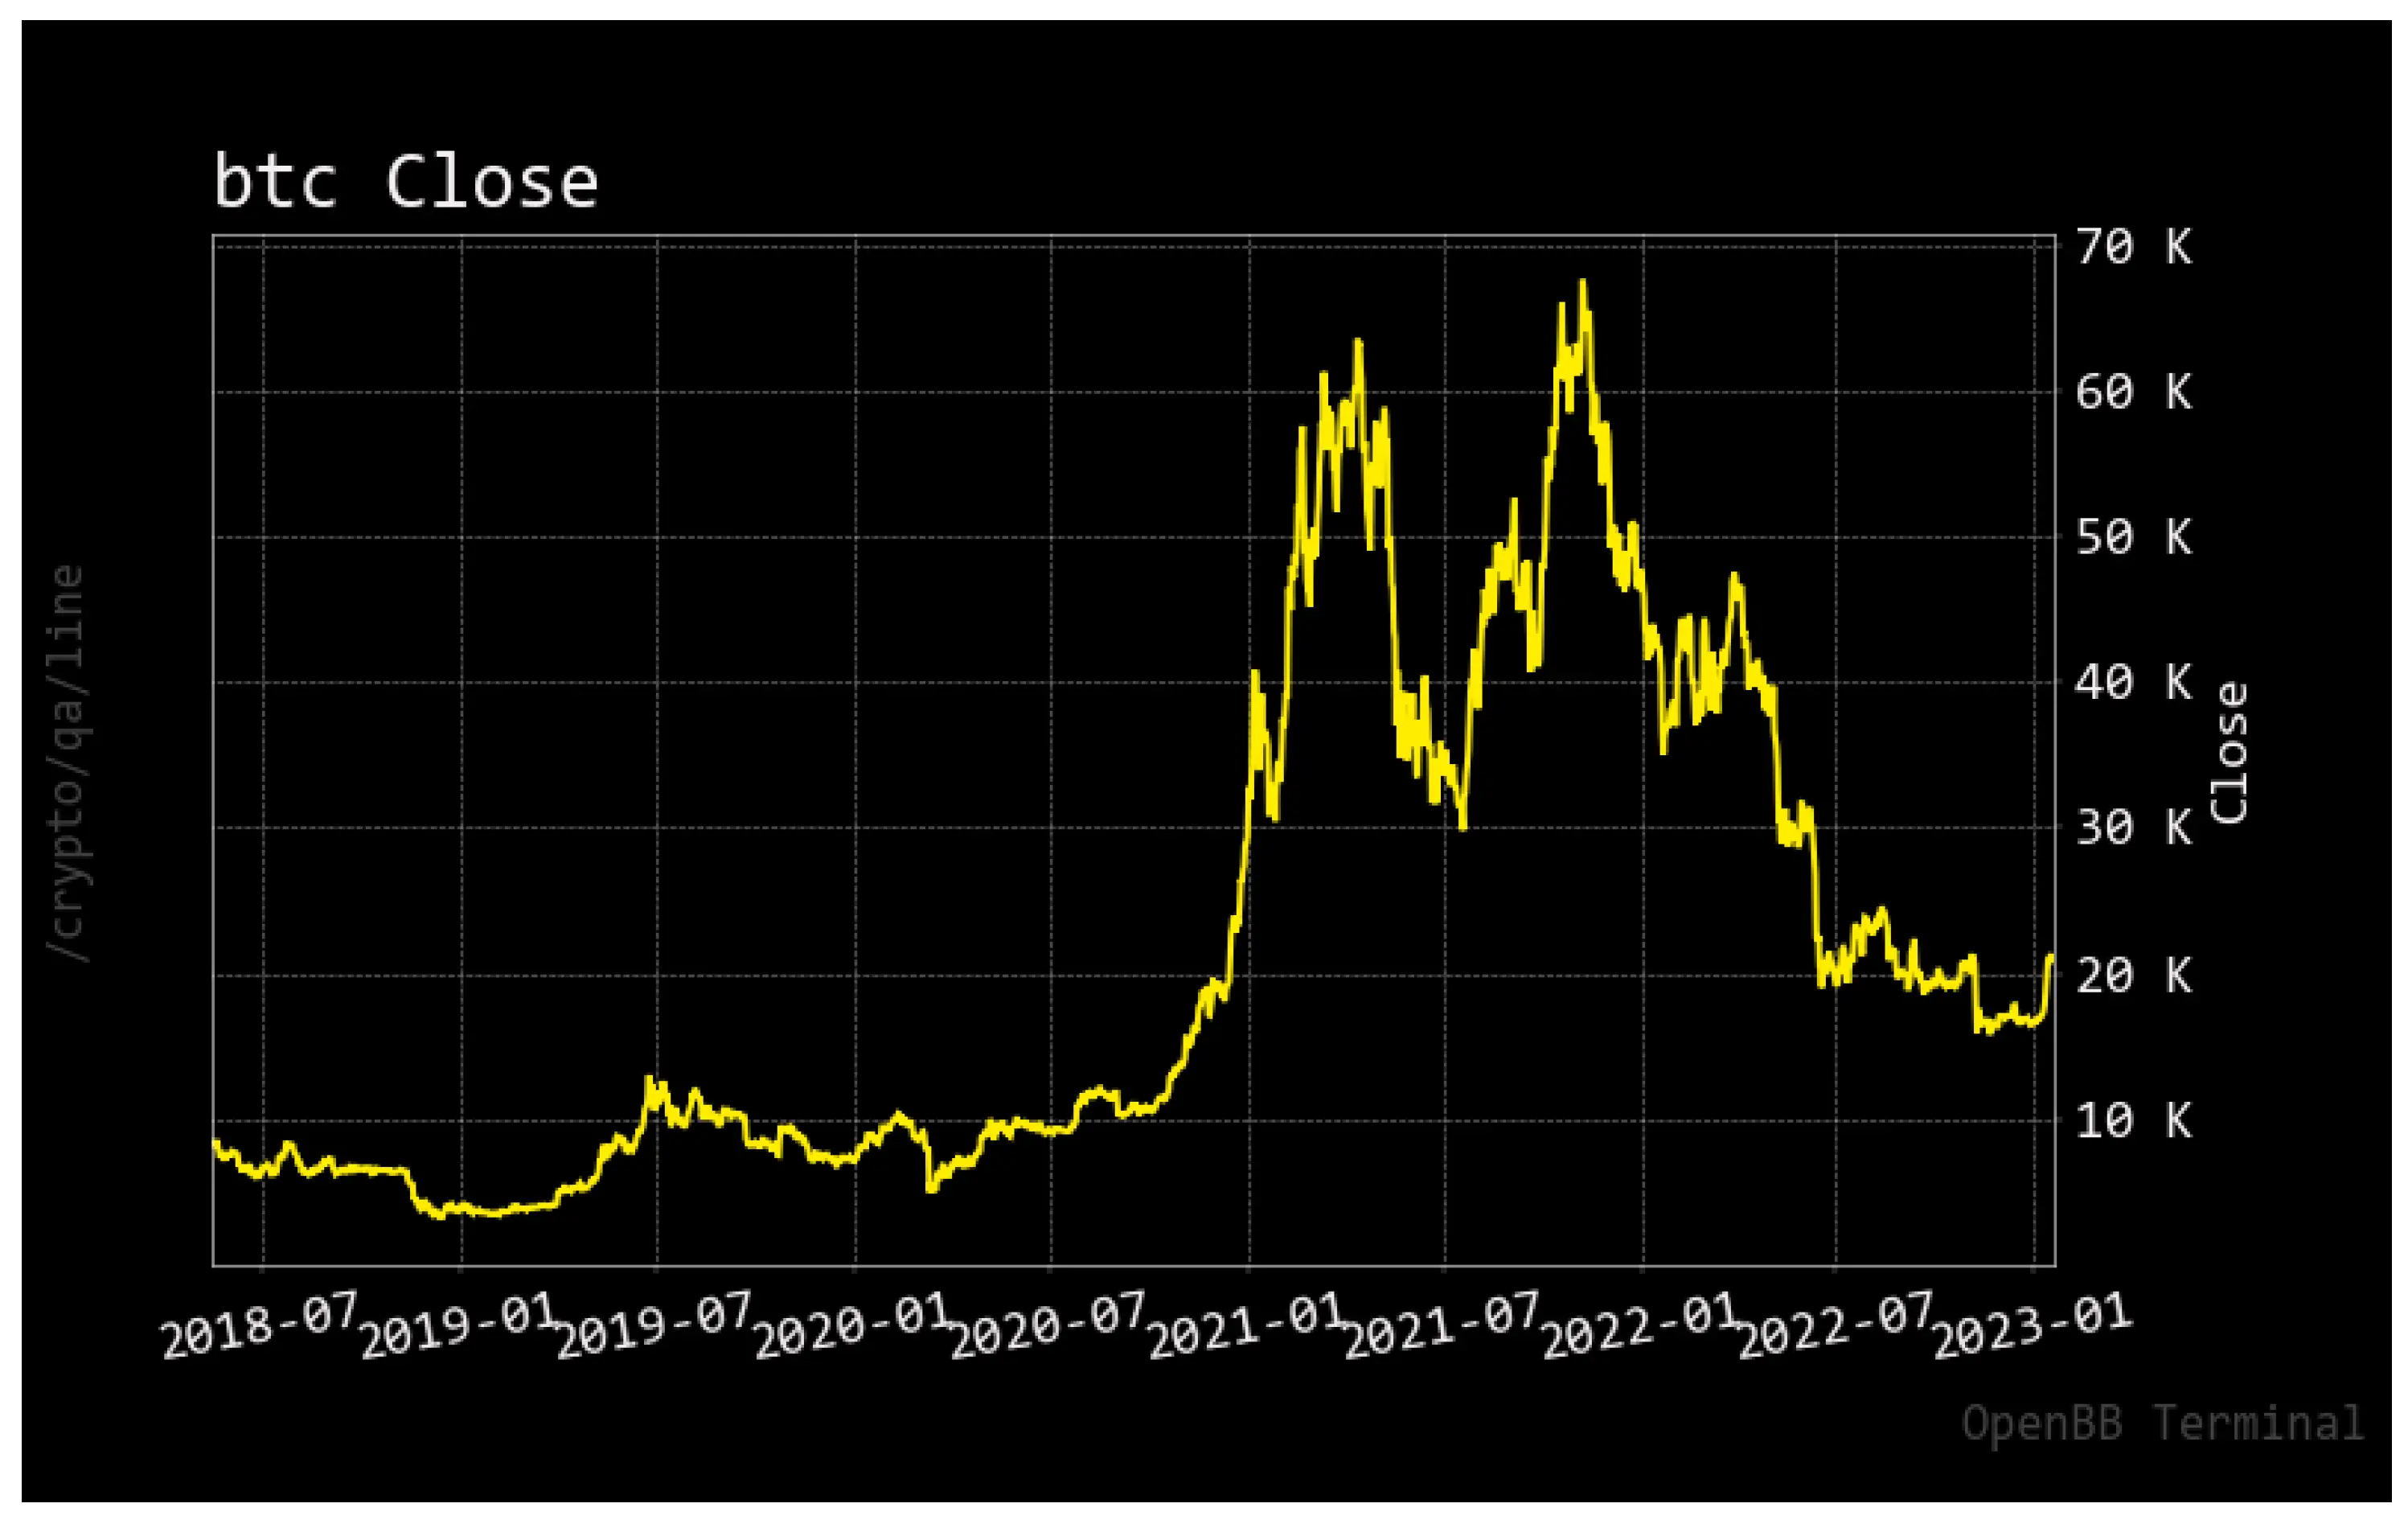 btc Close
70 K
60 K
50 K
40 K
30 K
20 K
10 K
Close
/crypto/qa/line
2018-07
2019-01
2019-07
2020-01
2020-07
2021-01
2021-07
2022-01
2022-07
2023-01
OpenBB Terminal